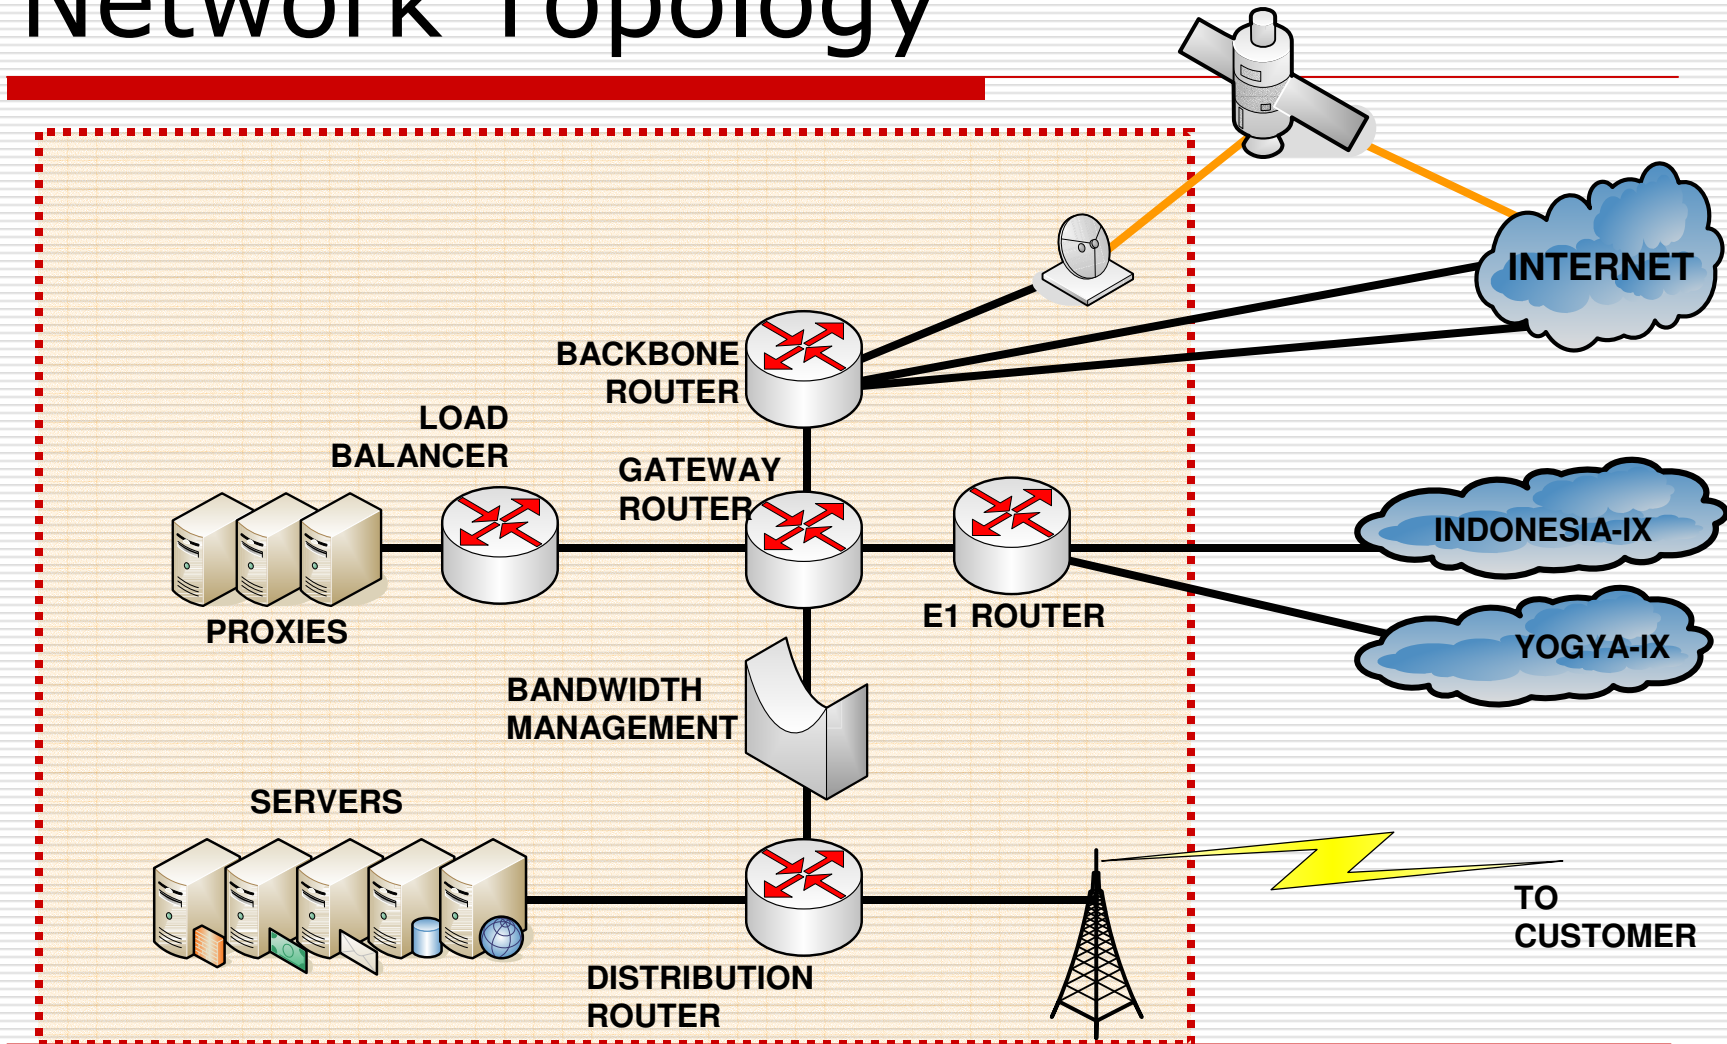 Network Topology
INTERNET
BACKBONE
ROUTER
LOAD
BALANCER
GATEWAY
ROUTER
INDONESIA-IX
E1 ROUTER
PROXIES
YOGYA-IX
BANDWIDTH
MANAGEMENT
SERVERS
TO
CUSTOMER
DISTRIBUTION
ROUTER